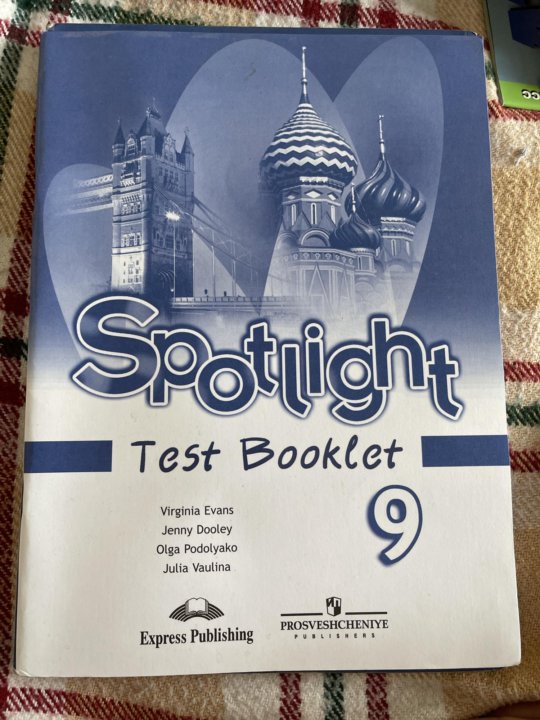 Spotlight
Test Booklet
9
Virginia Evans
Jenny Dooley
Olga Podolyako
Julia Vaulina
Express Publishing
PROSVESHCHENIYE
PUBLISHERS